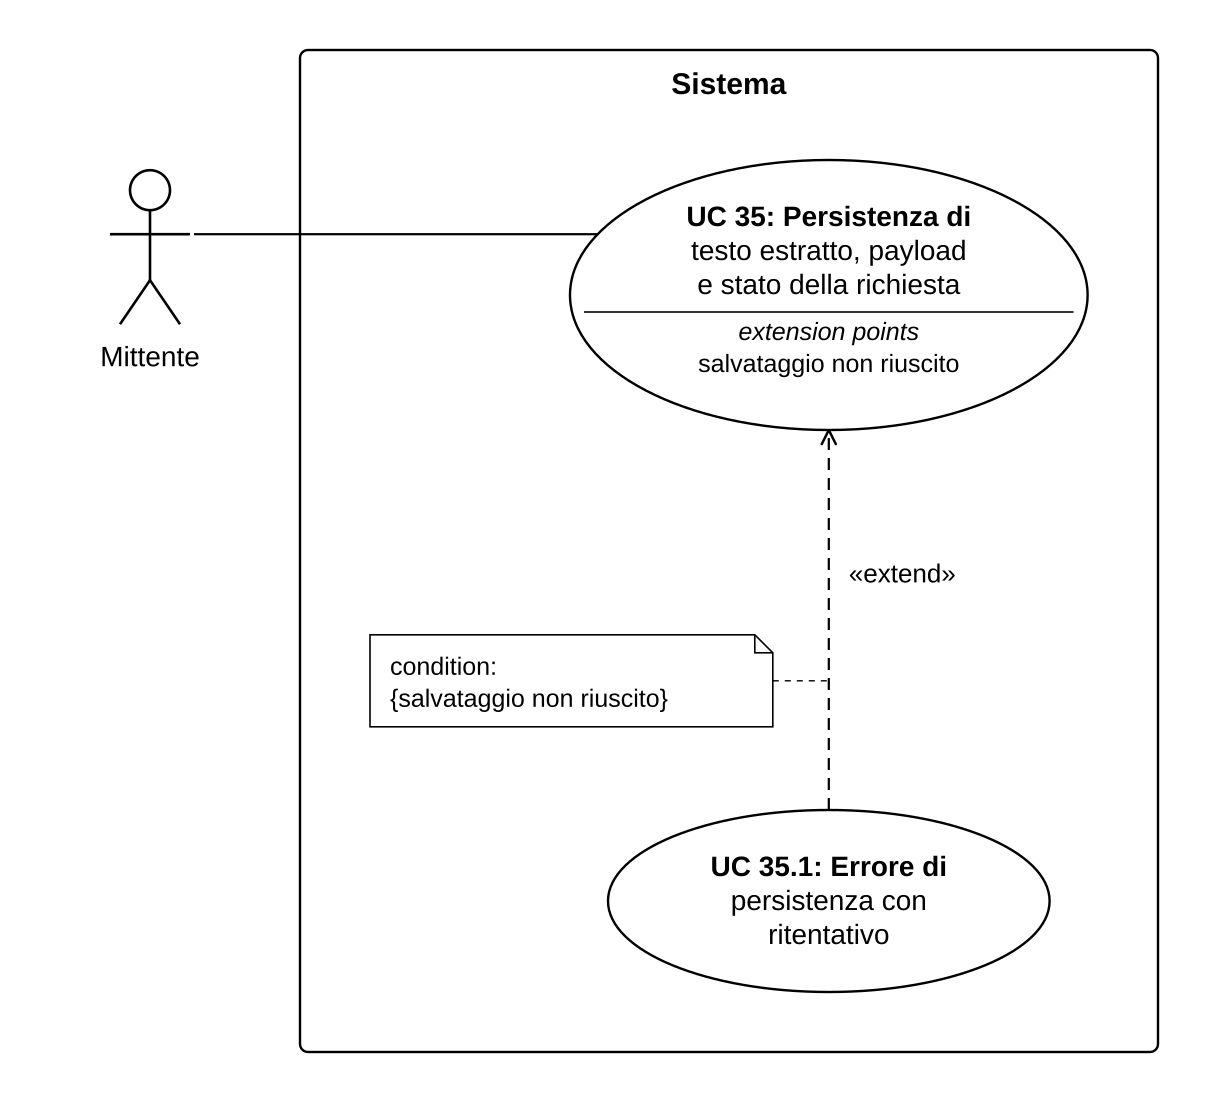 Sistema
UC 35: Persistenza di
testo estratto, payload
e stato della richiesta
extension points
salvataggio non riuscito
Mittente
«extend»
condition:
{salvataggio non riuscito}
UC 35.1: Errore di
persistenza con
ritentativo